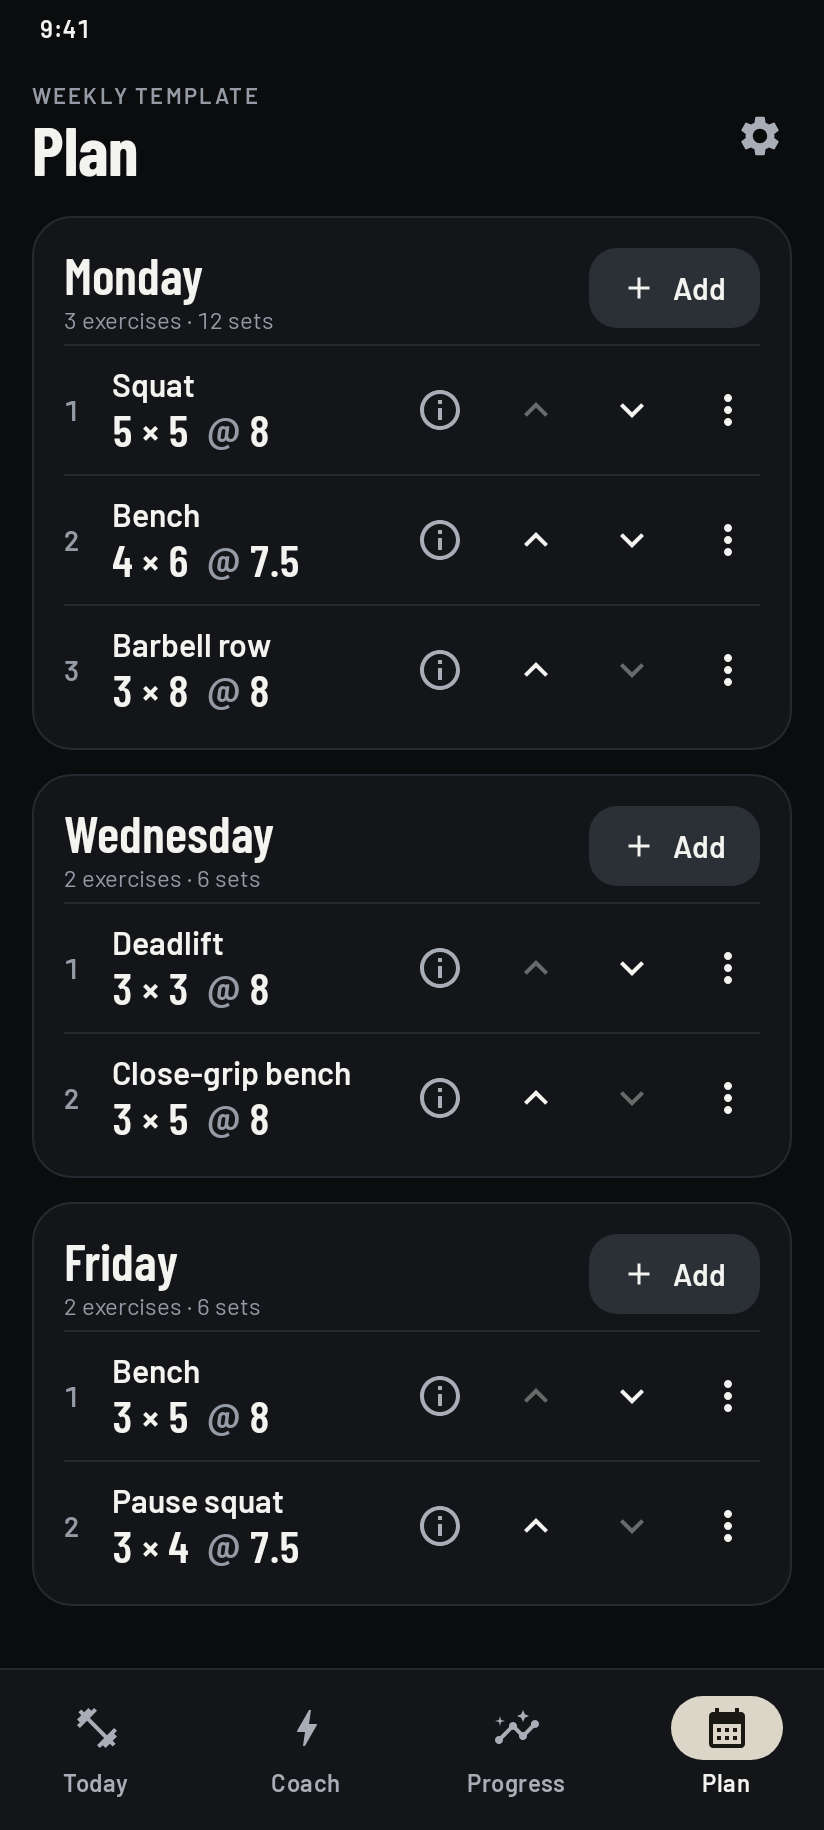 9:41
WEEKLY TEMPLATE
Plan
Monday
+ Add
3 exercises · 12 sets
1
Squat
5 × 5 @ 8
2
Bench
4 × 6 @ 7.5
3
Barbell row
3 × 8 @ 8
Wednesday
+ Add
2 exercises · 6 sets
1
Deadlift
3 × 3 @ 8
2
Close-grip bench
3 × 5 @ 8
Friday
+ Add
2 exercises · 6 sets
1
Bench
3 × 5 @ 8
2
Pause squat
3 × 4 @ 7.5
Today Coach Progress Plan